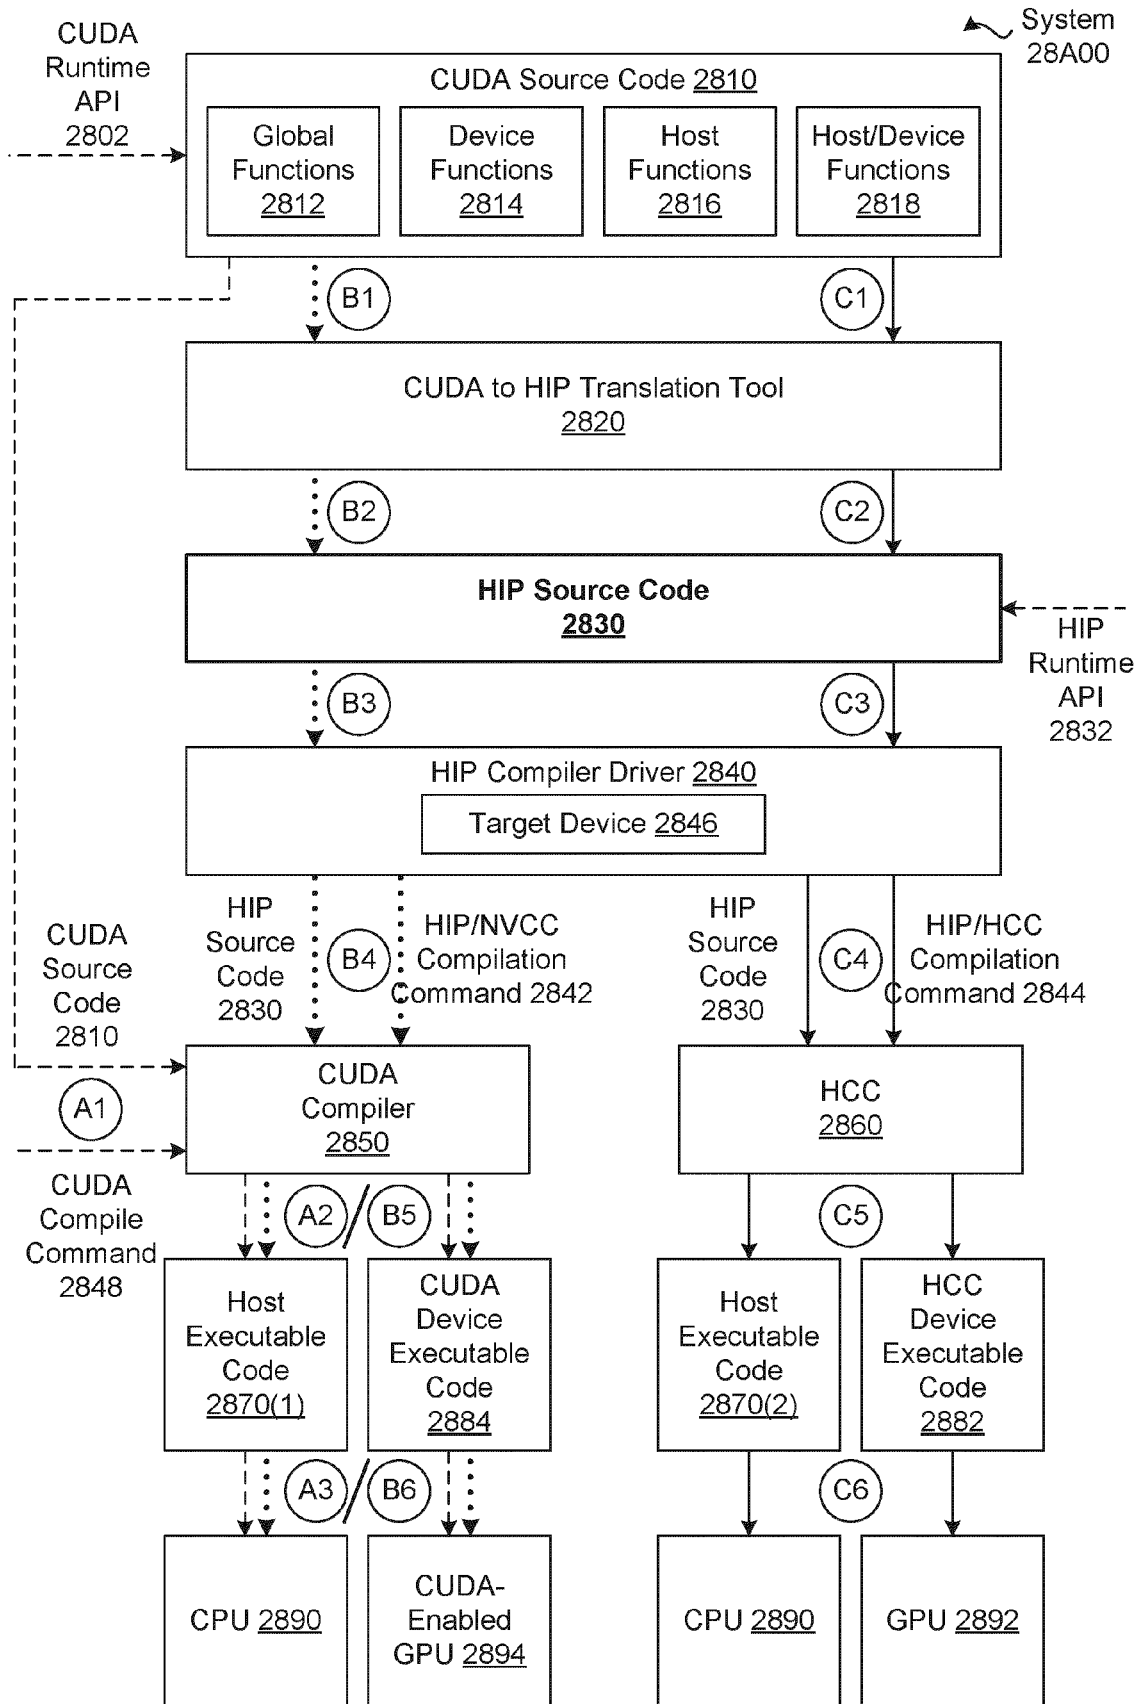 System
28A00
CUDA
Runtime
API
2802
CUDA Source Code 2810
Global
Functions
2812
Device
Functions
2814
Host
Functions
2816
Host/Device
Functions
2818
B1
C1
CUDA to HIP Translation Tool
2820
B2
C2
HIP Source Code
2830
HIP
Runtime
API
2832
B3
C3
HIP Compiler Driver 2840
Target Device 2846
CUDA
Source
Code
2810
HIP
Source
Code
2830
B4
HIP/NVCC
Compilation
Command 2842
HIP
Source
Code
2830
C4
HIP/HCC
Compilation
Command 2844
A1
CUDA
Compiler
2850
HCC
2860
CUDA
Compile
Command
2848
A2/B5
C5
Host
Executable
Code
2870(1)
CUDA
Device
Executable
Code
2884
Host
Executable
Code
2870(2)
HCC
Device
Executable
Code
2882
A3/B6
C6
CPU 2890
CUDA-
Enabled
GPU 2894
CPU 2890
GPU 2892